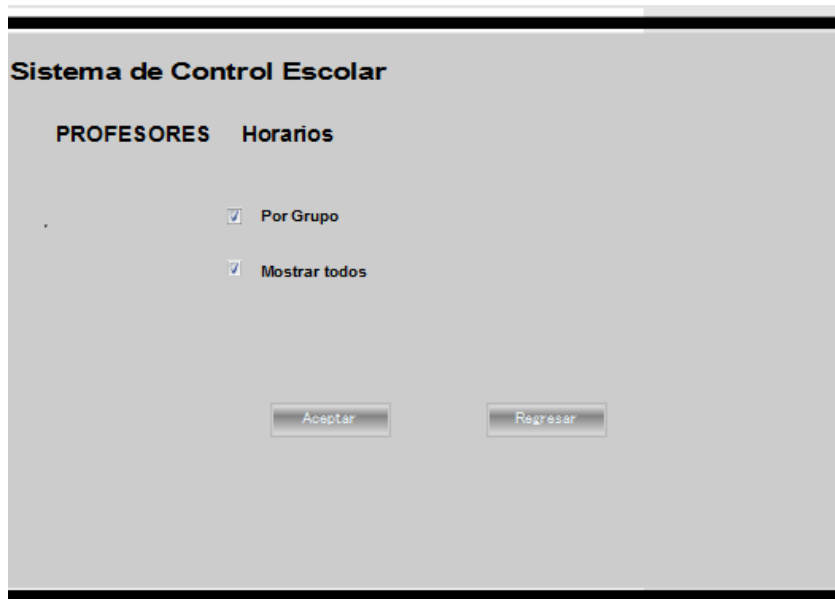 Sistema de Control Escolar
PROFESORES Horarios
Por Grupo
Mostrar todos
Aceptar Regresar